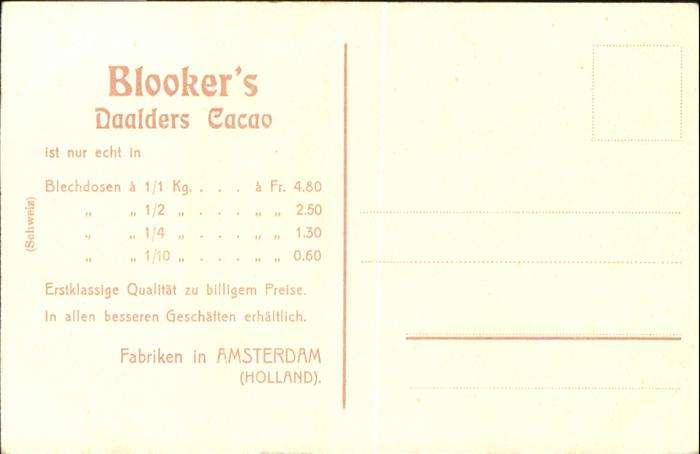 Blooker's
Daalders Cacao
ist nur echt in
Blechdosen à 1/1 Kg. . . . à Fr. 4.80
„ „ 1/2 „ . . . „ „ 2.50
„ „ 1/4 „ . . . „ „ 1.30
„ „ 1/10 „ . . . „ „ 0.60
(Schweiz)
Erstklassige Qualität zu billigem Preise.
In allen besseren Geschäften erhältlich.
Fabriken in AMSTERDAM
(HOLLAND).